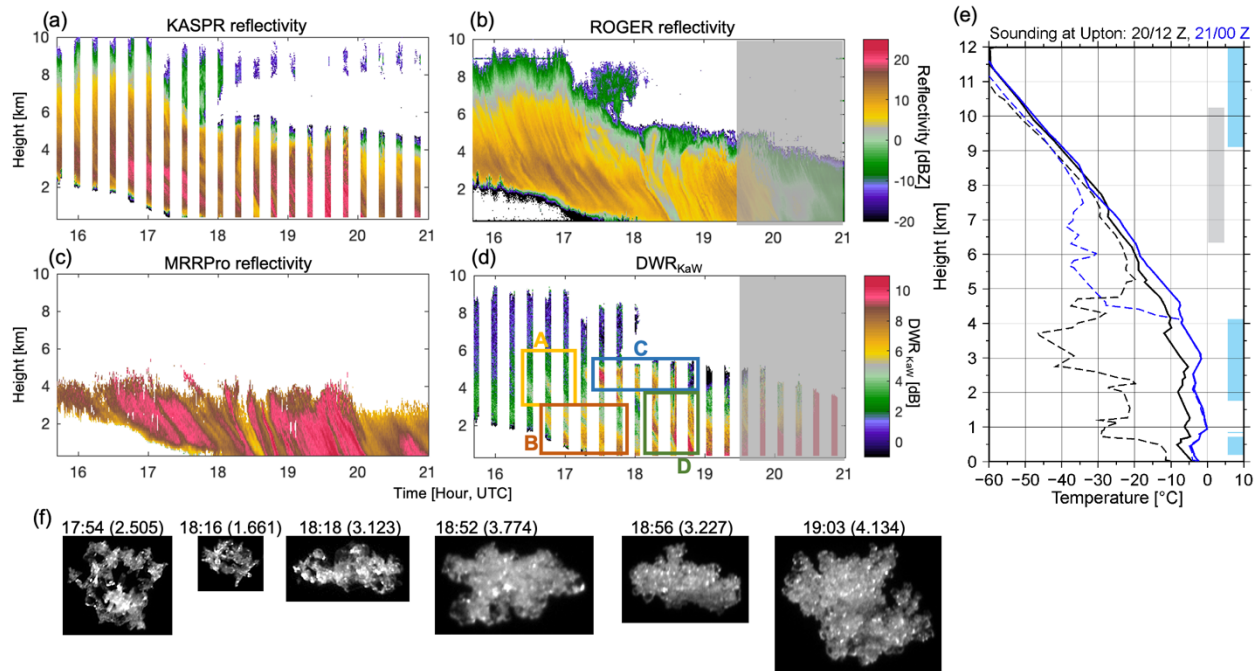 (a)
KASPR reflectivity
10
8
6
4
2
Height [km]
16 17 18 19 20 21
(b)
ROGER reflectivity
10
8
6
4
2
16 17 18 19 20 21
20
10
0
-10
-20
Reflectivity [dBZ]
(c)
MRRPro reflectivity
10
8
6
4
2
Height [km]
16 17 18 19 20 21
(d)
DWRKaW
10
8
6
4
2
A
B
C
D
16 17 18 19 20 21
10
8
6
4
2
0
DWRKaW [dB]
Time [Hour, UTC]
(e)
Sounding at Upton: 20/12 Z, 21/00 Z
12
11
10
9
8
7
6
5
4
3
2
1
0
Height [km]
−60 −50 −40 −30 −20 −10 0 10
Temperature [°C]
(f)
17:54 (2.505) 18:16 (1.661) 18:18 (3.123) 18:52 (3.774) 18:56 (3.227) 19:03 (4.134)